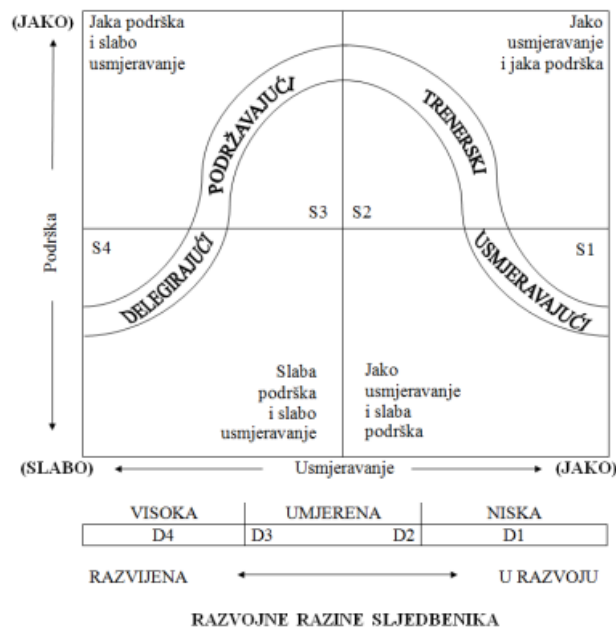 (JAKO)
Jaka podrška
i slabo
usmjeravanje
Jako
usmjeravanje
i jaka podrška
PODRŽAVAJUĆI
TRENERSKI
S3
S2
S4
S1
Podrška
DELEGIRAJUĆI
USMJERAVAJUĆI
Slaba
podrška
i slabo
usmjeravanje
Jako
usmjeravanje
i slaba
podrška
(SLABO)
Usmjeravanje
(JAKO)
VISOKA
UMJERENA
NISKA
D4
D3
D2
D1
RAZVIJENA
U RAZVOJU
RAZVOJNE RAZINE SLJEDBENIKA